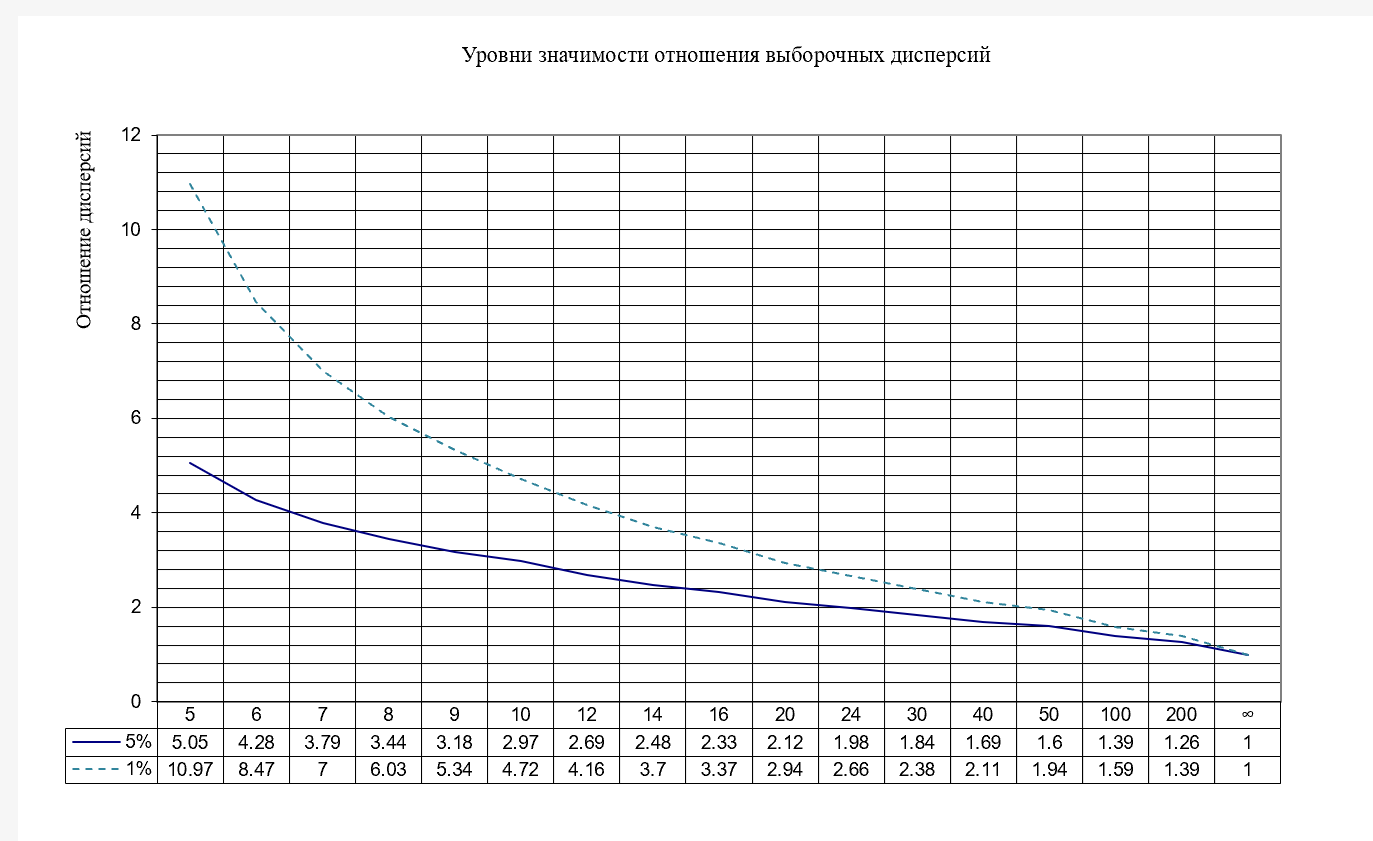 Уровни значимости отношения выборочных дисперсий
Отношение дисперсий
12
10
8
6
4
2
0
5 6 7 8 9 10 12 14 16 20 24 30 40 50 100 200 ∞
5% 5.05 4.28 3.79 3.44 3.18 2.97 2.69 2.48 2.33 2.12 1.98 1.84 1.69 1.6 1.39 1.26 1
1% 10.97 8.47 7 6.03 5.34 4.72 4.16 3.7 3.37 2.94 2.66 2.38 2.11 1.94 1.59 1.39 1